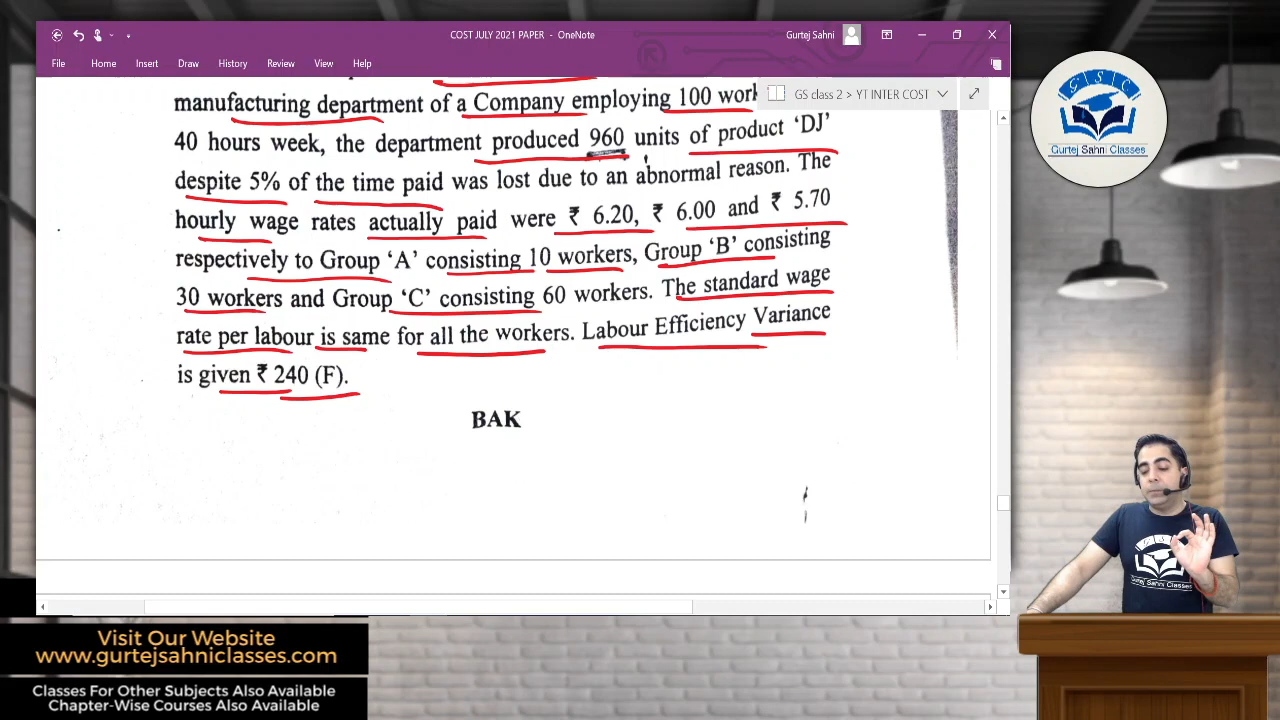 COST JULY 2021 PAPER - OneNote
Gurtej Sahni
File Home Insert Draw History Review View Help
GS class 2 > YT INTER COST
manufacturing department of a Company employing 100
40 hours week, the department produced 960 units of product 'DJ'
despite 5% of the time paid was lost due to an abnormal reason. The
hourly wage rates actually paid were ₹ 6.20, ₹ 6.00 and ₹ 5.70
respectively to Group 'A' consisting 10 workers, Group 'B' consisting
30 workers and Group 'C' consisting 60 workers. The standard wage
rate per labour is same for all the workers. Labour Efficiency Variance
is given ₹ 240 (F).
BAK
GSC
Gurtej Sahni Classes
GSC
Gurtej Sahni Classes
Visit Our Website
www.gurtejsahniclasses.com
Classes For Other Subjects Also Available
Chapter-Wise Courses Also Available